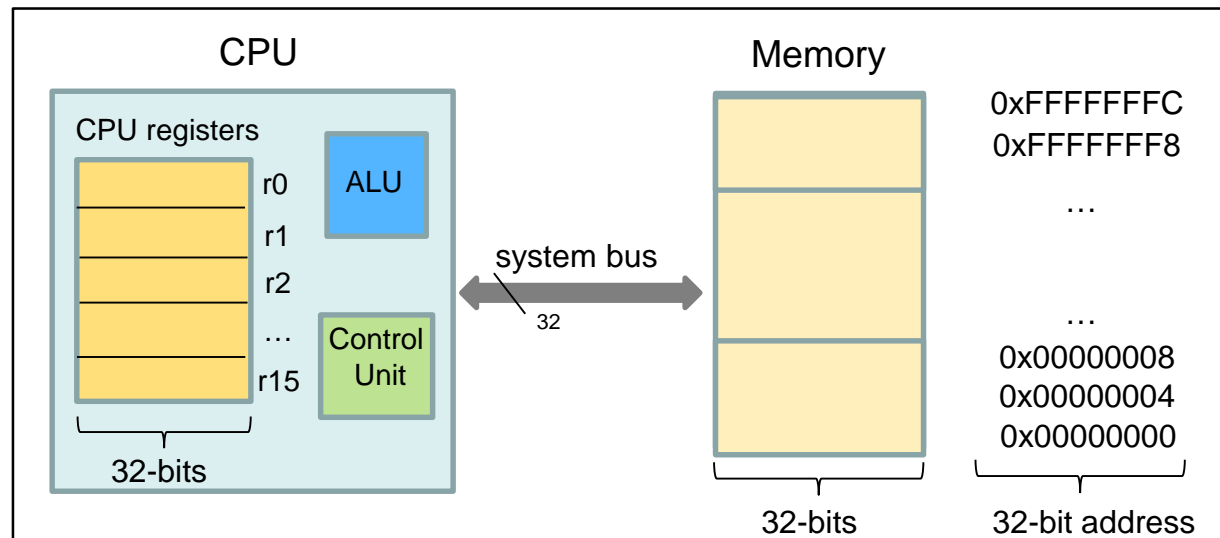 CPU
CPU registers
r0
r1
r2
…
r15
ALU
Control
Unit
32-bits
system bus
32
Memory
32-bits
0xFFFFFFFC
0xFFFFFFF8
…
…
0x00000008
0x00000004
0x00000000
32-bit address